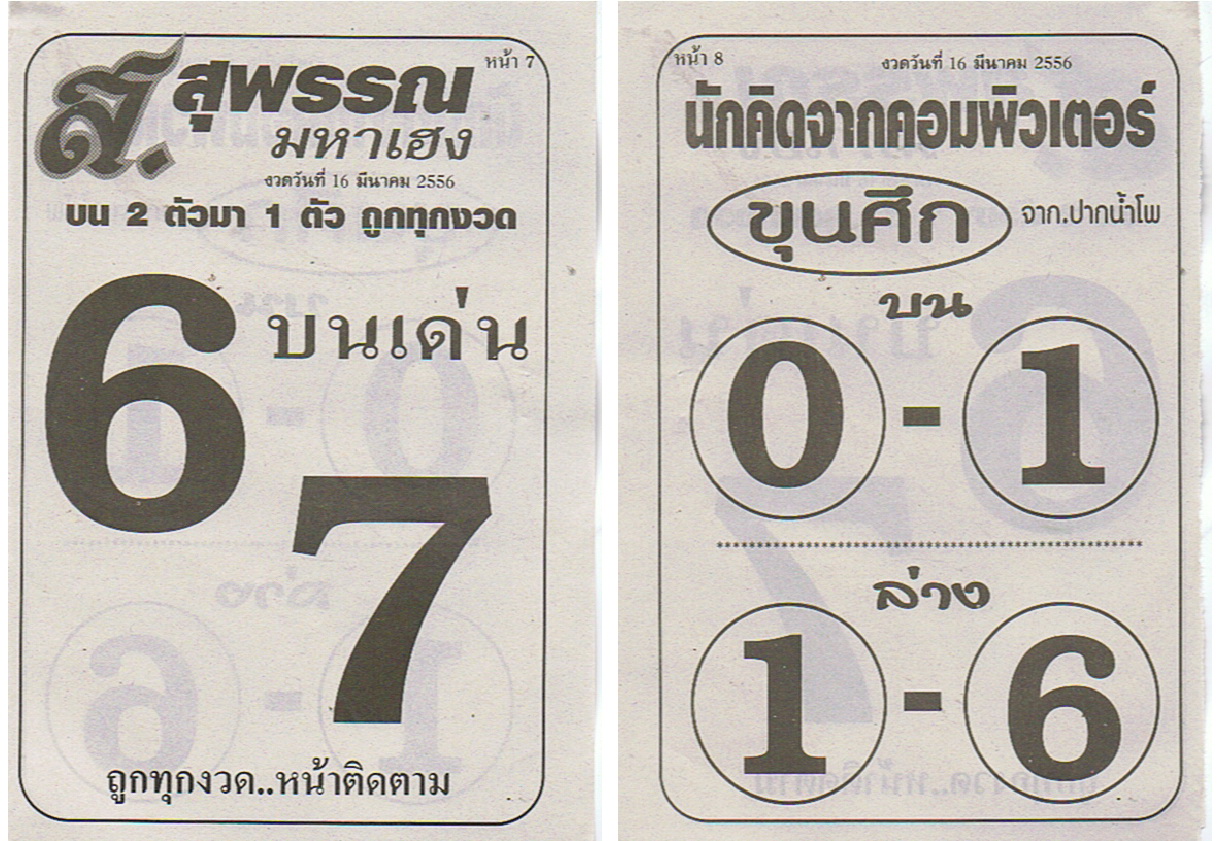 หน้า 7
ส. สุพรรณ
มหาเฮง
งวดวันที่ 16 มีนาคม 2556
บน 2 ตัวมา 1 ตัว ถูกทุกงวด
6 บนเด่น
7
ถูกทุกงวด..หน้าติดตาม
หน้า 8 งวดวันที่ 16 มีนาคม 2556
นักคิดจากคอมพิวเตอร์
ขุนศึก จาก.ปากน้ำโพ
บน
0 - 1
ล่าง
1 - 6